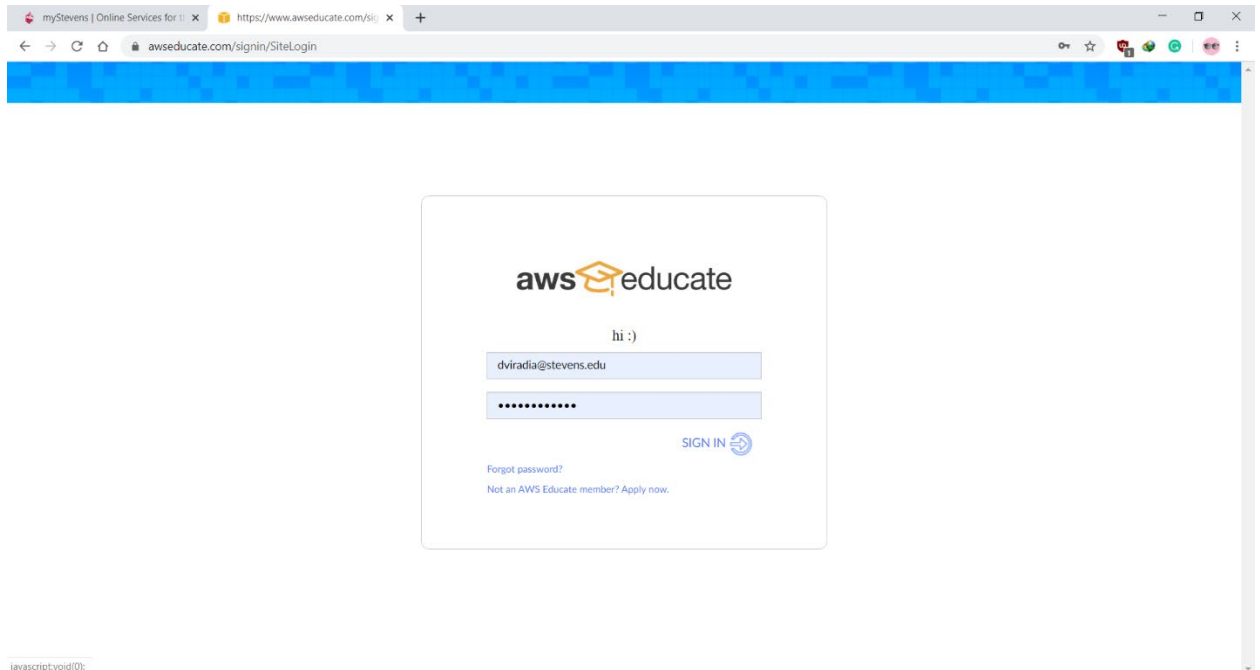 myStevens | Online Services for
https://www.awseducate.com/sig
awseducate.com/signin/SiteLogin
1
aws educate
hi :)
dviradia@stevens.edu
••••••••••••
SIGN IN
Forgot password?
Not an AWS Educate member? Apply now.
javascript:void(0);